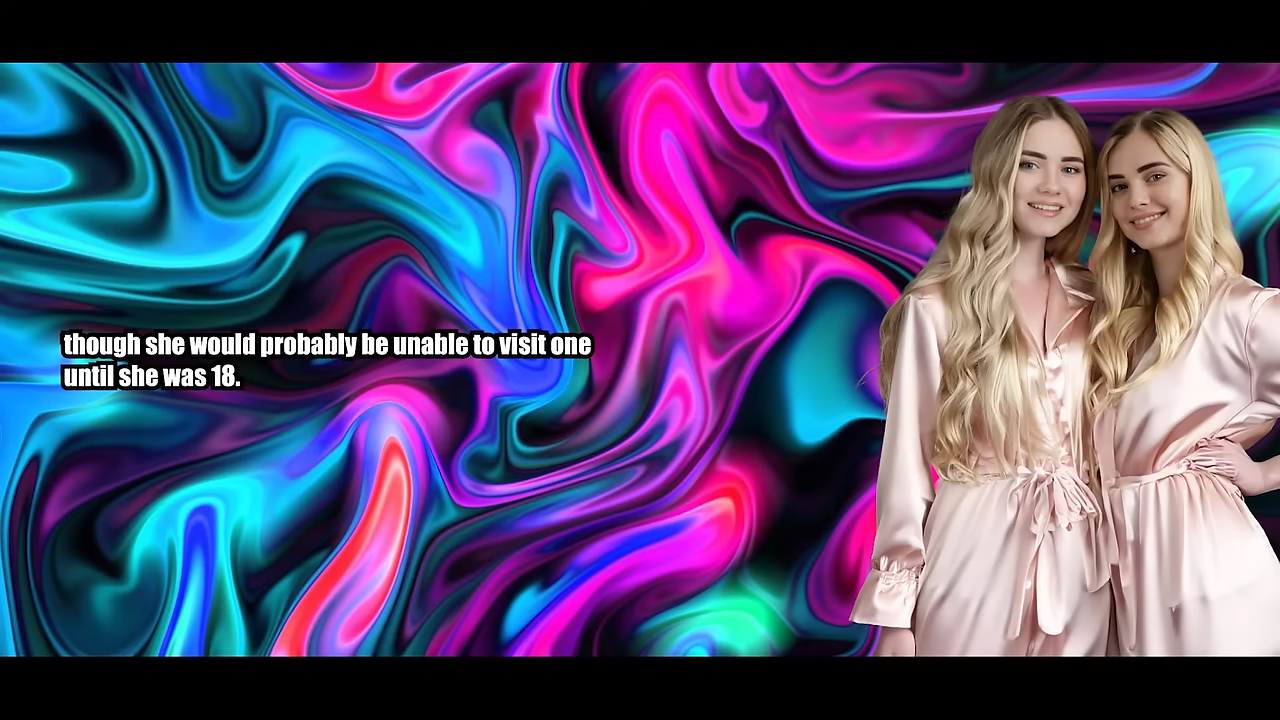 though she would probably be unable to visit one
until she was 18.